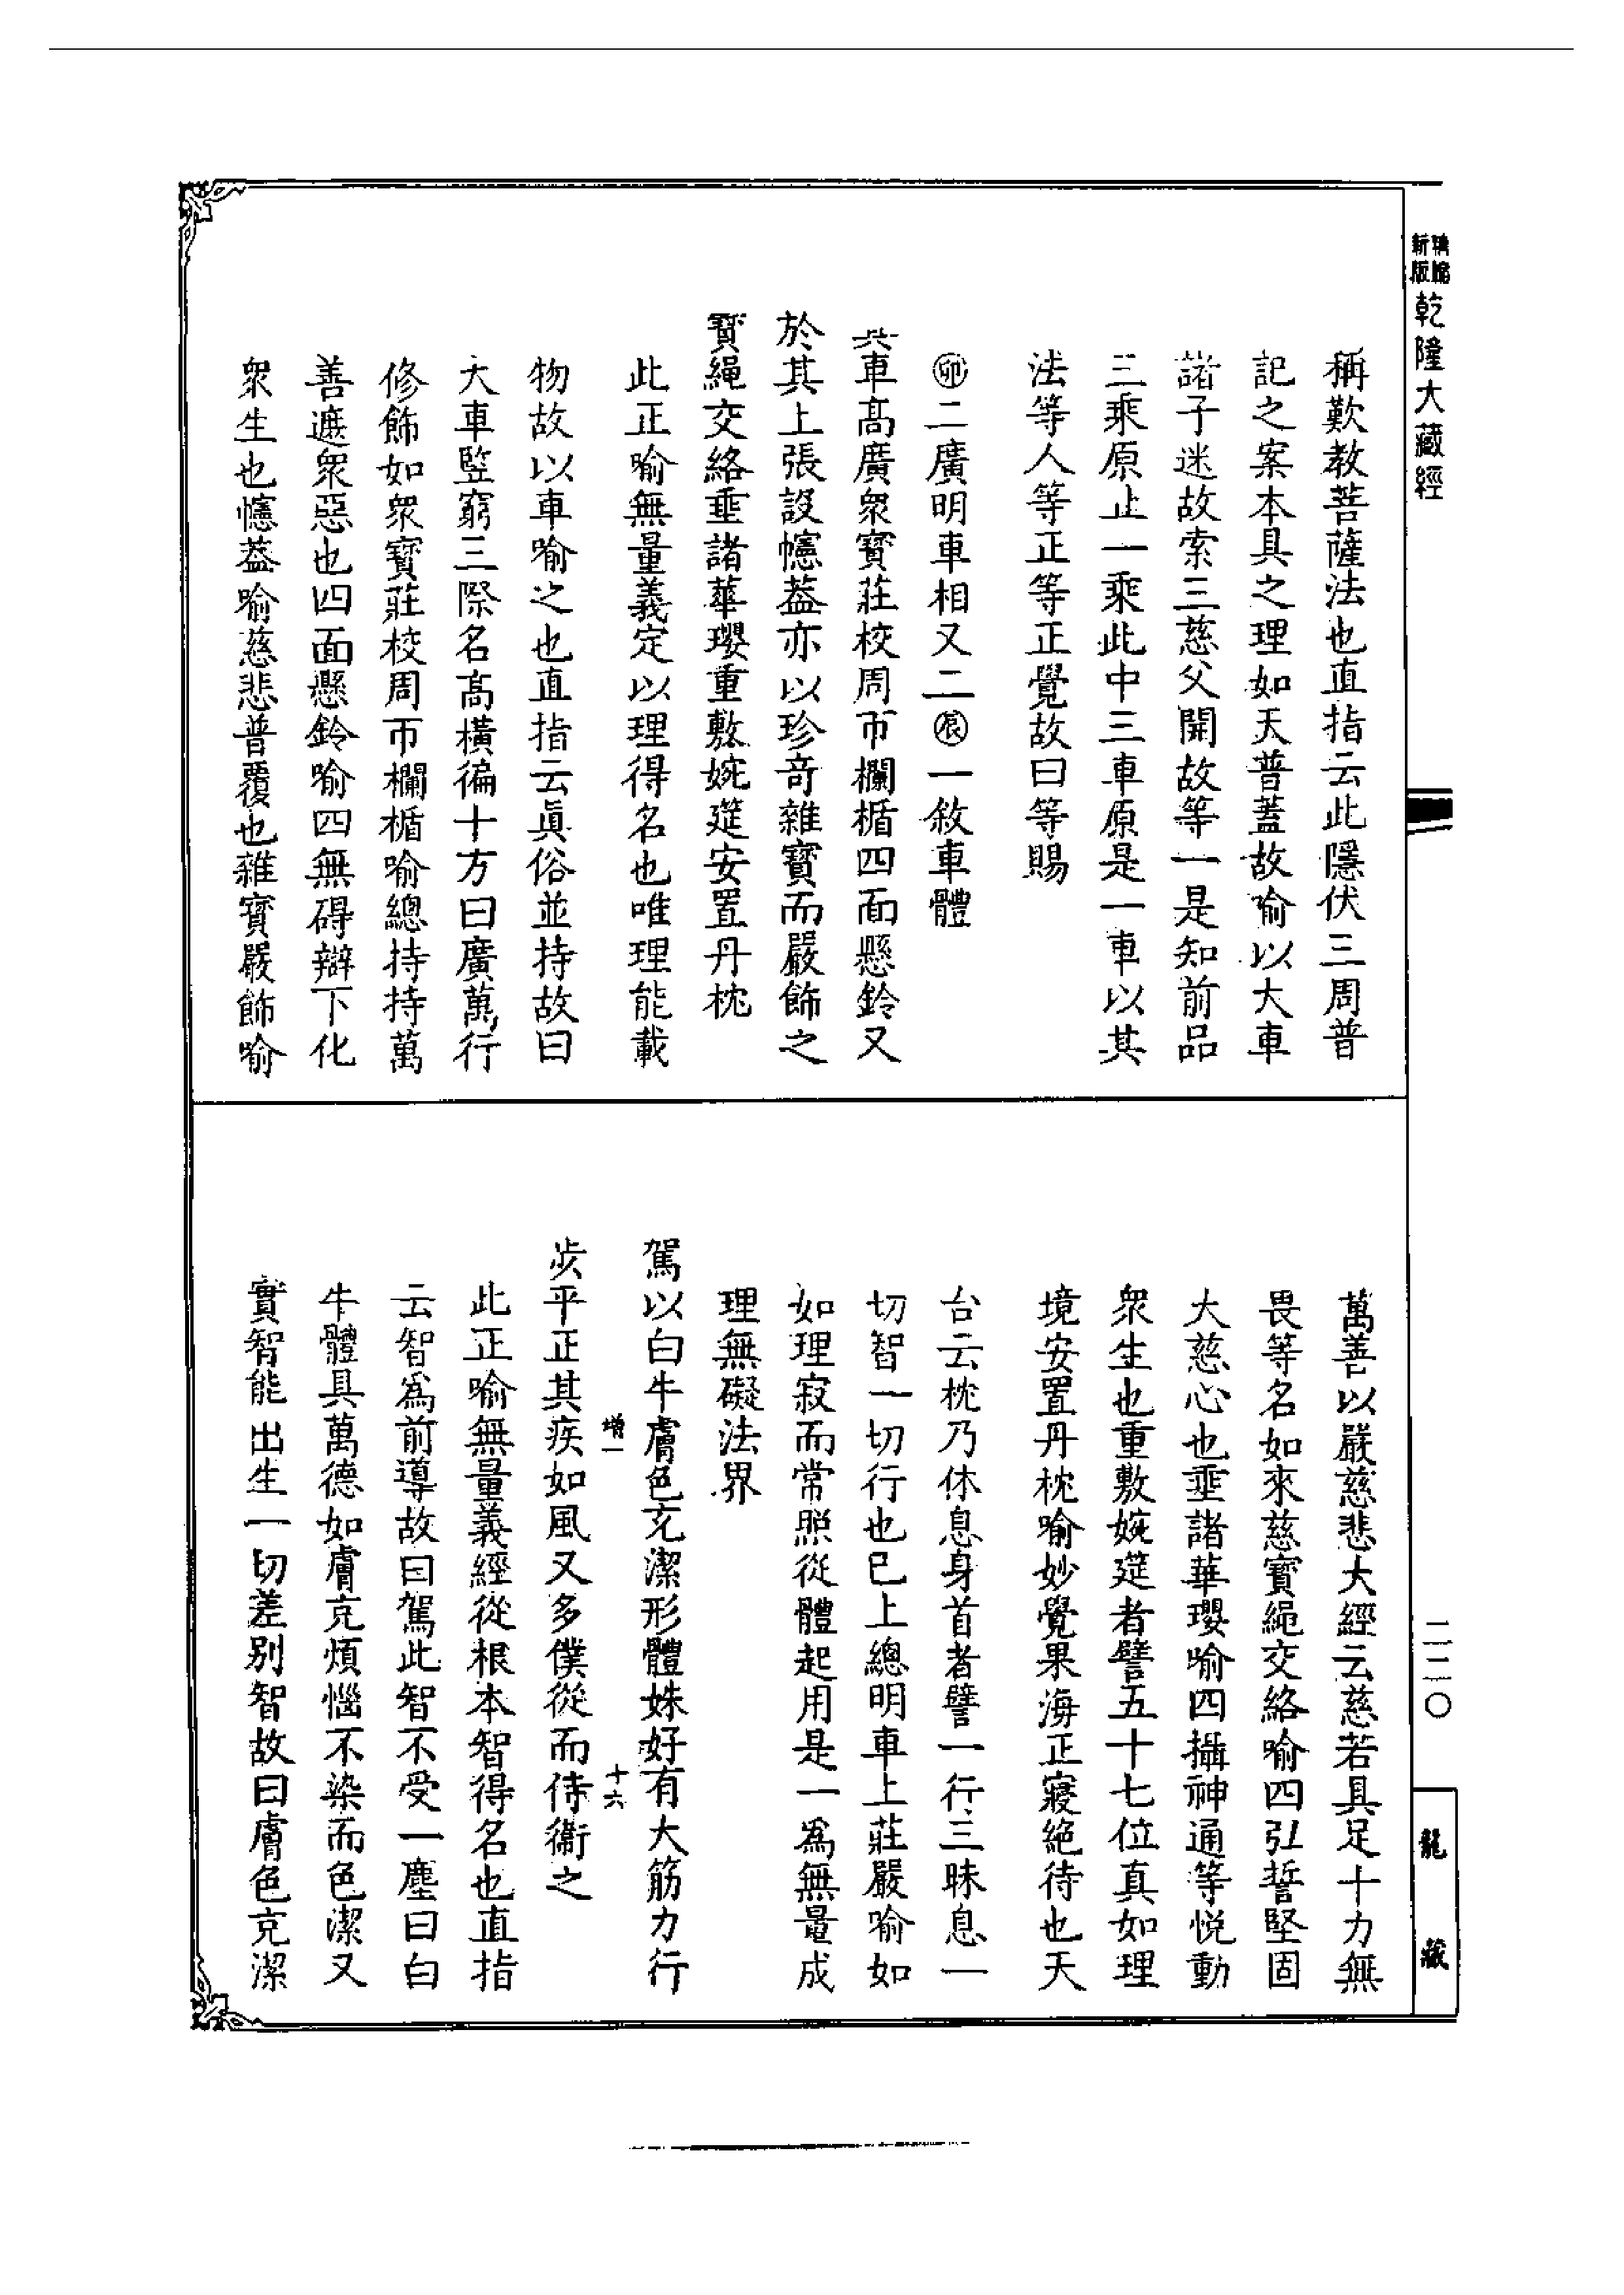 精縮
新版
乾隆大藏經
稱歎教菩薩法也直指云此隱伏三周普
記之案本具之理如天普蓋故喻以大車
諸子迷故索三慈父開故等一是知前品
三乘原止一乘此中三車原是一車以其
法等人等正等正覺故曰等賜
㊞二廣明車相又二㊞一敘車體
其車高廣眾寶莊校周帀欄楯四面懸鈴又
於其上張設幰葢亦以珍奇雜寶而嚴飾之
寶繩交絡垂諸華瓔重敷婉筵安置丹枕
此正喻無量義定以理得名也唯理能載
物故以車喻之也直指云眞俗並持故曰
大車竪窮三際名高橫徧十方曰廣萬行
修飾如眾寶莊校周帀欄楯喻總持持萬
善遮眾惡也四面懸鈴喻四無碍辯下化
眾生也幰葢喻慈悲普覆也雜寶嚴飾喻
萬善以嚴慈悲大經云慈若具足十力無
畏等名如來慈寶繩交絡喻四弘誓堅固
大慈心也垂諸華瓔喻四攝神通等悅動
眾生也重敷婉筵者譬五十七位真如理
境安置丹枕喻妙覺果海正寢絕待也天
台云枕乃休息身首者譬一行三昧息一
切智一切行也已上總明車上莊嚴喻如
如理寂而常照從體起用是一為無量成
理無礙法界
駕以白牛膚色充潔形體姝好有大筋力行
增一
十六
步平正其疾如風又多僕從而侍衞之
此正喻無量義經從根本智得名也直指
云智為前導故曰駕此智不受一塵曰白
牛體具萬德如膚充煩惱不染而色潔又
實智能出生一切差別智故曰膚色充潔
二二〇
龍藏